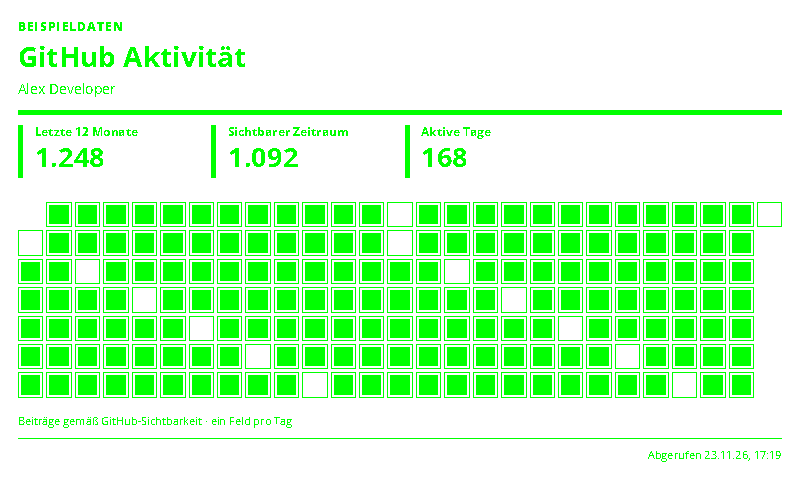 BEISPIELDATEN
GitHub Aktivität
Alex Developer
Letzte 12 Monate
1.248
Sichtbarer Zeitraum
1.092
Aktive Tage
168
Beiträge gemäß GitHub-Sichtbarkeit · ein Feld pro Tag
Abgerufen 23.11.26, 17:19